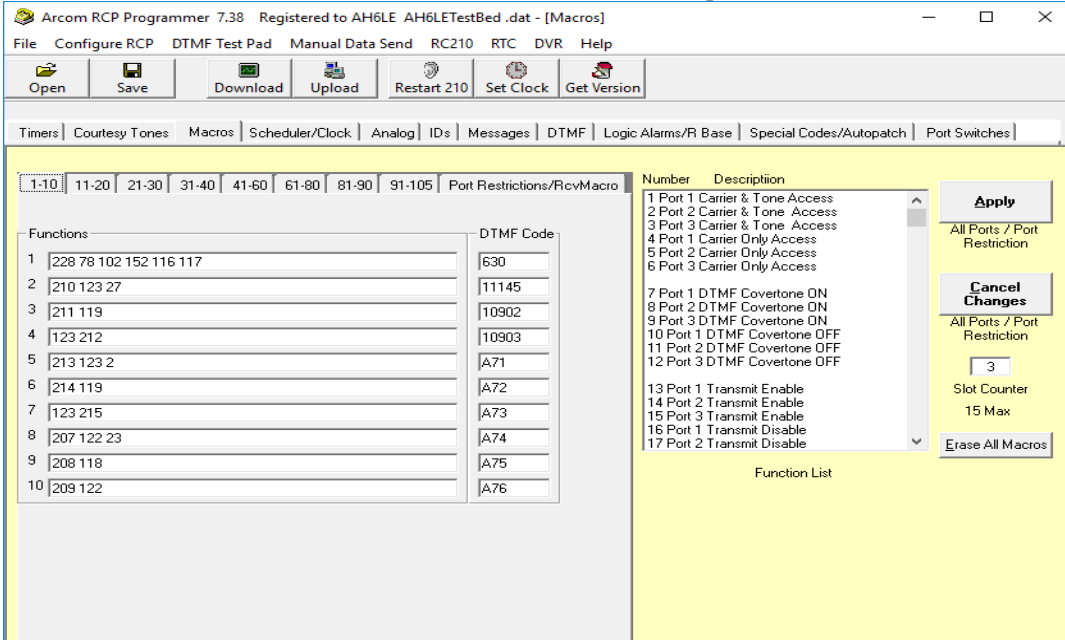 Arcom RCP Programmer 7.38 Registered to AH6LE AH6LETestBed .dat - [Macros]
File Configure RCP DTMF Test Pad Manual Data Send RC210 RTC DVR Help
Open Save Download Upload Restart 210 Set Clock Get Version
Timers Courtesy Tones Macros Scheduler/Clock Analog IDs Messages DTMF Logic Alarms/R Base Special Codes/Autopatch Port Switches
1-10 11-20 21-30 31-40 41-60 61-80 81-90 91-105 Port Restrictions/RcvMacro
Functions DTMF Code
1 228 78 102 152 116 117 630
2 210 123 27 11145
3 211 119 10902
4 123 212 10903
5 213 123 2 A71
6 214 119 A72
7 123 215 A73
8 207 122 23 A74
9 208 118 A75
10 209 122 A76
Number Descriptiion
1 Port 1 Carrier & Tone Access
2 Port 2 Carrier & Tone Access
3 Port 3 Carrier & Tone Access
4 Port 1 Carrier Only Access
5 Port 2 Carrier Only Access
6 Port 3 Carrier Only Access
7 Port 1 DTMF Covertone ON
8 Port 2 DTMF Covertone ON
9 Port 3 DTMF Covertone ON
10 Port 1 DTMF Covertone OFF
11 Port 2 DTMF Covertone OFF
12 Port 3 DTMF Covertone OFF
13 Port 1 Transmit Enable
14 Port 2 Transmit Enable
15 Port 3 Transmit Enable
16 Port 1 Transmit Disable
17 Port 2 Transmit Disable
Function List
Apply
All Ports / Port
Restriction
Cancel
Changes
All Ports / Port
Restriction
3
Slot Counter
15 Max
Erase All Macros